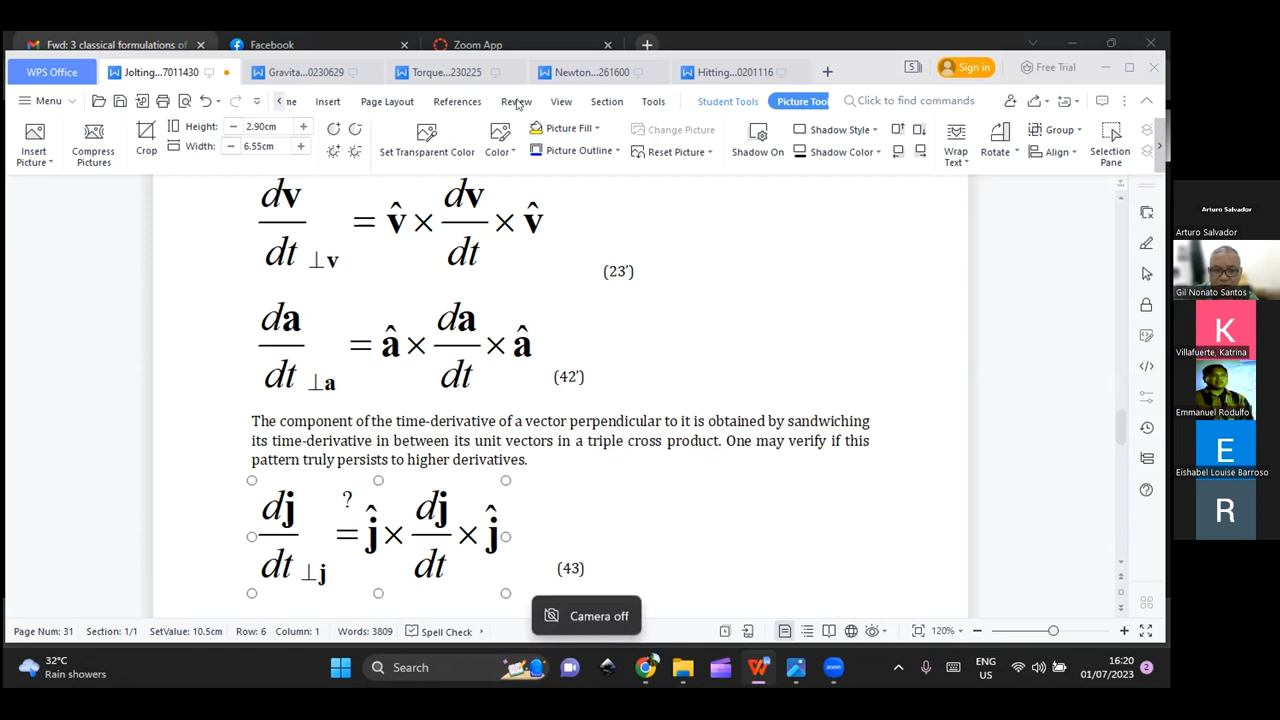 Fwd: 3 classical formulations of
Facebook
Zoom App
WPS Office
Jolting...7011430
Gravita...0230629
Torque...230225
Newton...261600
Hitting...0201116
5
Sign in
Free Trial
Menu
ne
Insert
Page Layout
References
Review
View
Section
Tools
Student Tools
Picture Tool
Click to find commands
Insert Picture
Compress Pictures
Crop
Height: 2.90cm
Width: 6.55cm
Set Transparent Color
Color
Picture Fill
Picture Outline
Change Picture
Reset Picture
Shadow On
Shadow Style
Shadow Color
Wrap Text
Rotate
Group
Align
Selection Pane
dv/dt ⊥v = v̂ × dv/dt × v̂ (23′)
da/dt ⊥a = â × da/dt × â (42′)
The component of the time-derivative of a vector perpendicular to it is obtained by sandwiching
its time-derivative in between its unit vectors in a triple cross product. One may verify if this
pattern truly persists to higher derivatives.
dj/dt ⊥j =? ĵ × dj/dt × ĵ (43)
Camera off
Page Num: 31 Section: 1/1 SetValue: 10.5cm Row: 6 Column: 1 Words: 3809 Spell Check
120%
32°C
Rain showers
Search
ENG
US
16:20
01/07/2023
2
Arturo Salvador
Arturo Salvador
Gil Nonato Santos
K
Villafuerte, Katrina
Emmanuel Rodulfo
E
Eishabel Louise Barroso
R